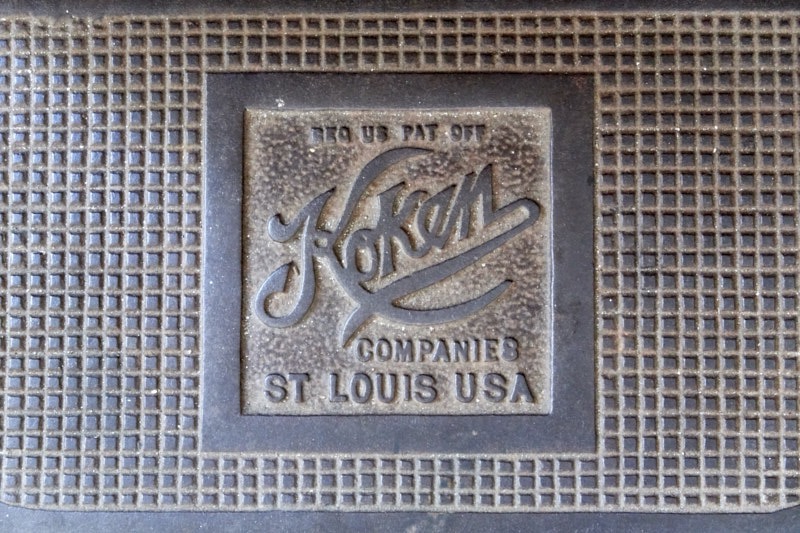 REG US PAT OFF
Koken
COMPANIES
ST LOUIS USA